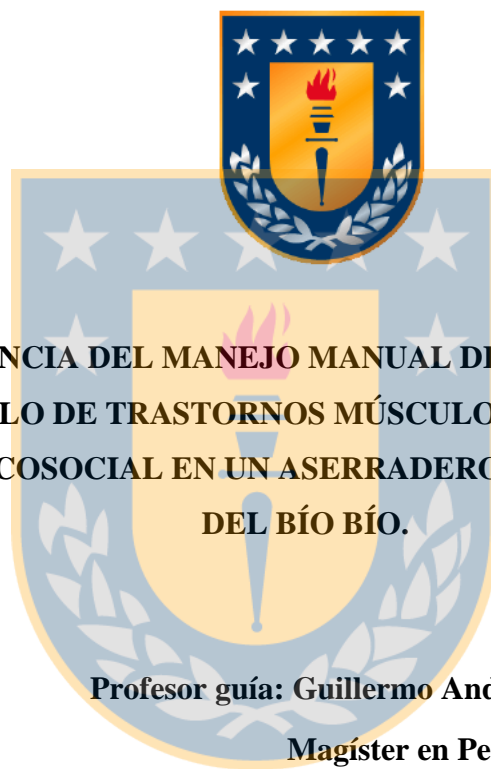 NCIA DEL MANEJO MANUAL DE
LO DE TRASTORNOS MÚSCULO
COSOCIAL EN UN ASERRADERO
DEL BÍO BÍO.
Profesor guía: Guillermo And
Magíster en Pe